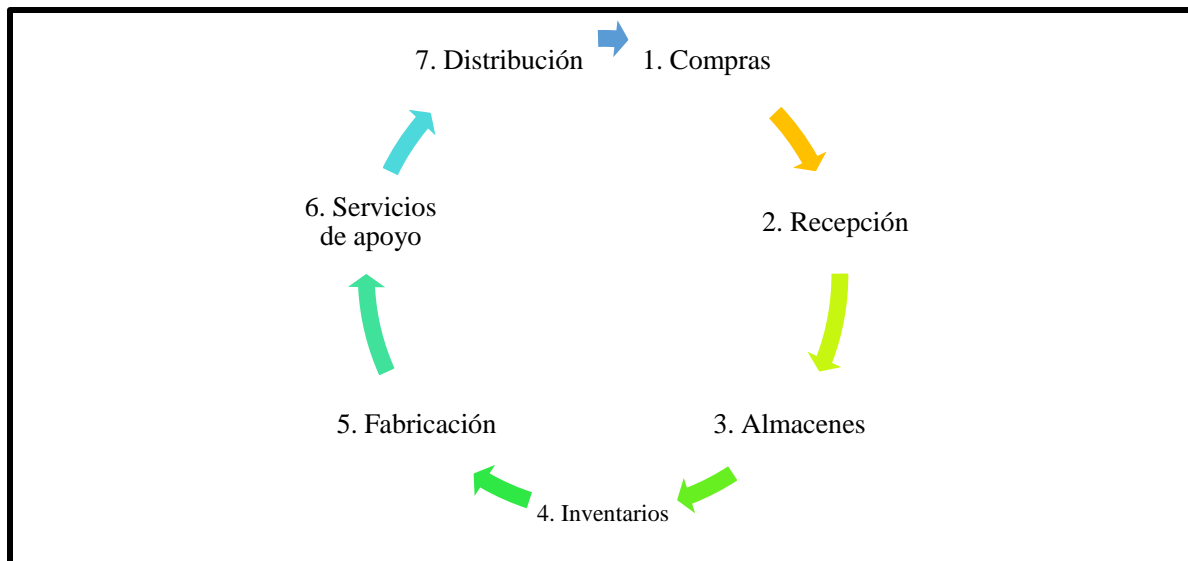 7. Distribución
1. Compras
2. Recepción
3. Almacenes
4. Inventarios
5. Fabricación
6. Servicios
de apoyo